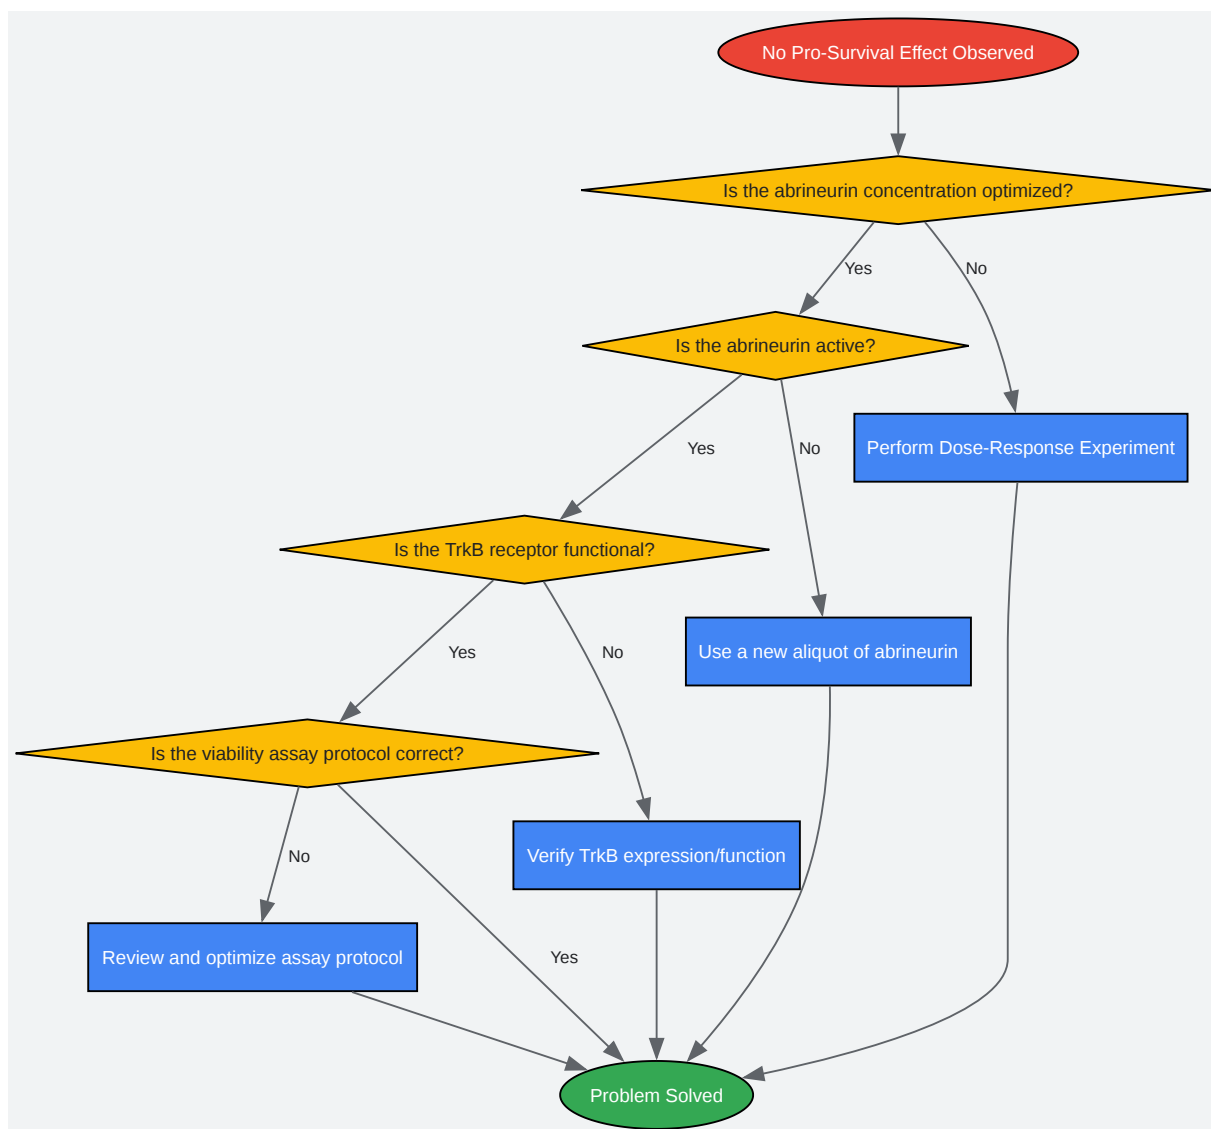 No Pro-Survival Effect Observed
Is the abrineurin concentration optimized?
Yes
No
Is the abrineurin active?
Yes
No
Perform Dose-Response Experiment
Is the TrkB receptor functional?
Yes
No
Use a new aliquot of abrineurin
Is the viability assay protocol correct?
No
Verify TrkB expression/function
Review and optimize assay protocol
Yes
Problem Solved